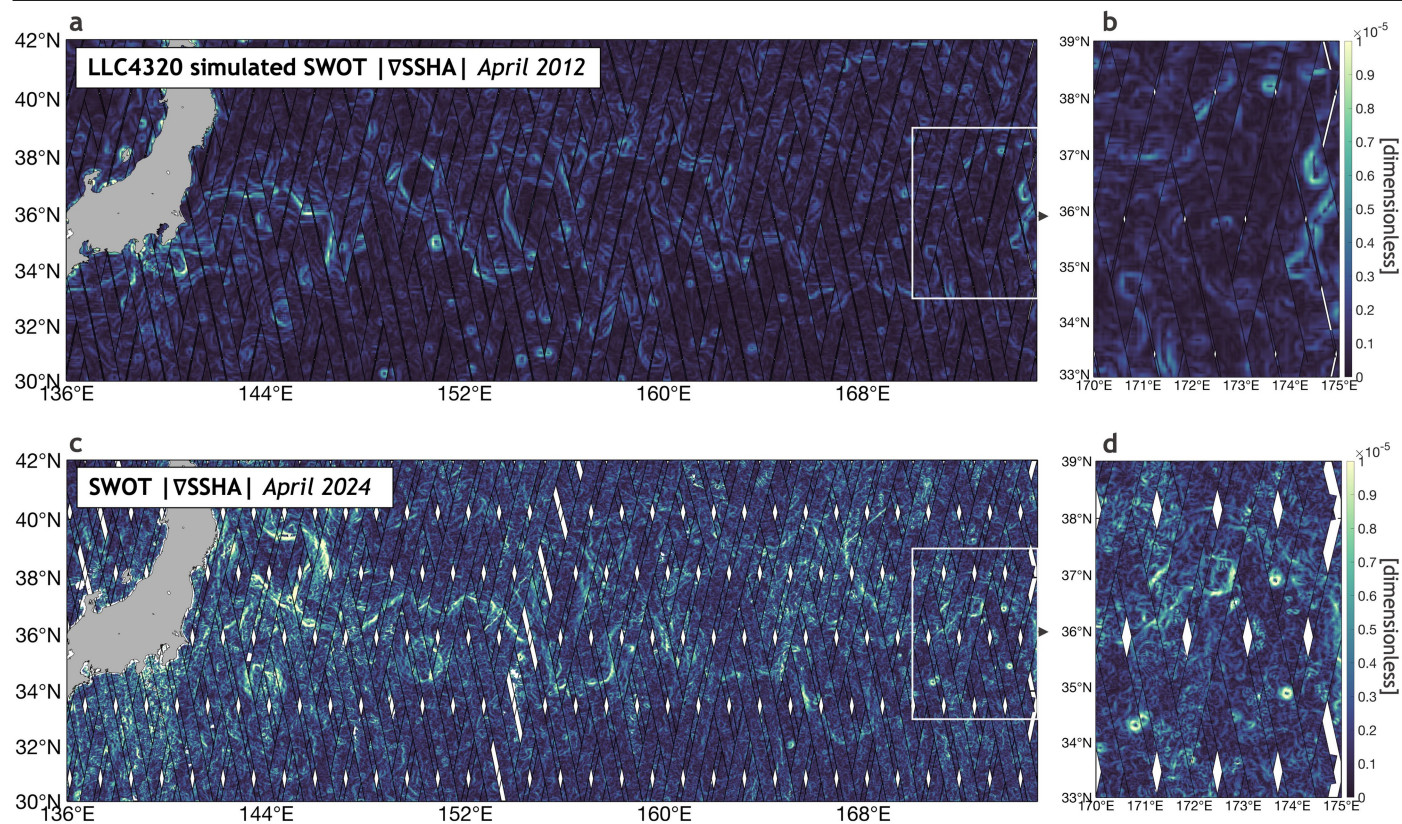 a
LLC4320 simulated SWOT |∇SSHA| April 2012
42°N
40°N
38°N
36°N
34°N
32°N
30°N
136°E 144°E 152°E 160°E 168°E
b
×10⁻⁵
39°N
38°N
37°N
36°N
35°N
34°N
33°N
170°E 171°E 172°E 173°E 174°E 175°E
1
0.9
0.8
0.7
0.6
0.5
0.4
0.3
0.2
0.1
0
[dimensionless]
c
SWOT |∇SSHA| April 2024
42°N
40°N
38°N
36°N
34°N
32°N
30°N
136°E 144°E 152°E 160°E 168°E
d
×10⁻⁵
39°N
38°N
37°N
36°N
35°N
34°N
33°N
170°E 171°E 172°E 173°E 174°E 175°E
1
0.9
0.8
0.7
0.6
0.5
0.4
0.3
0.2
0.1
0
[dimensionless]